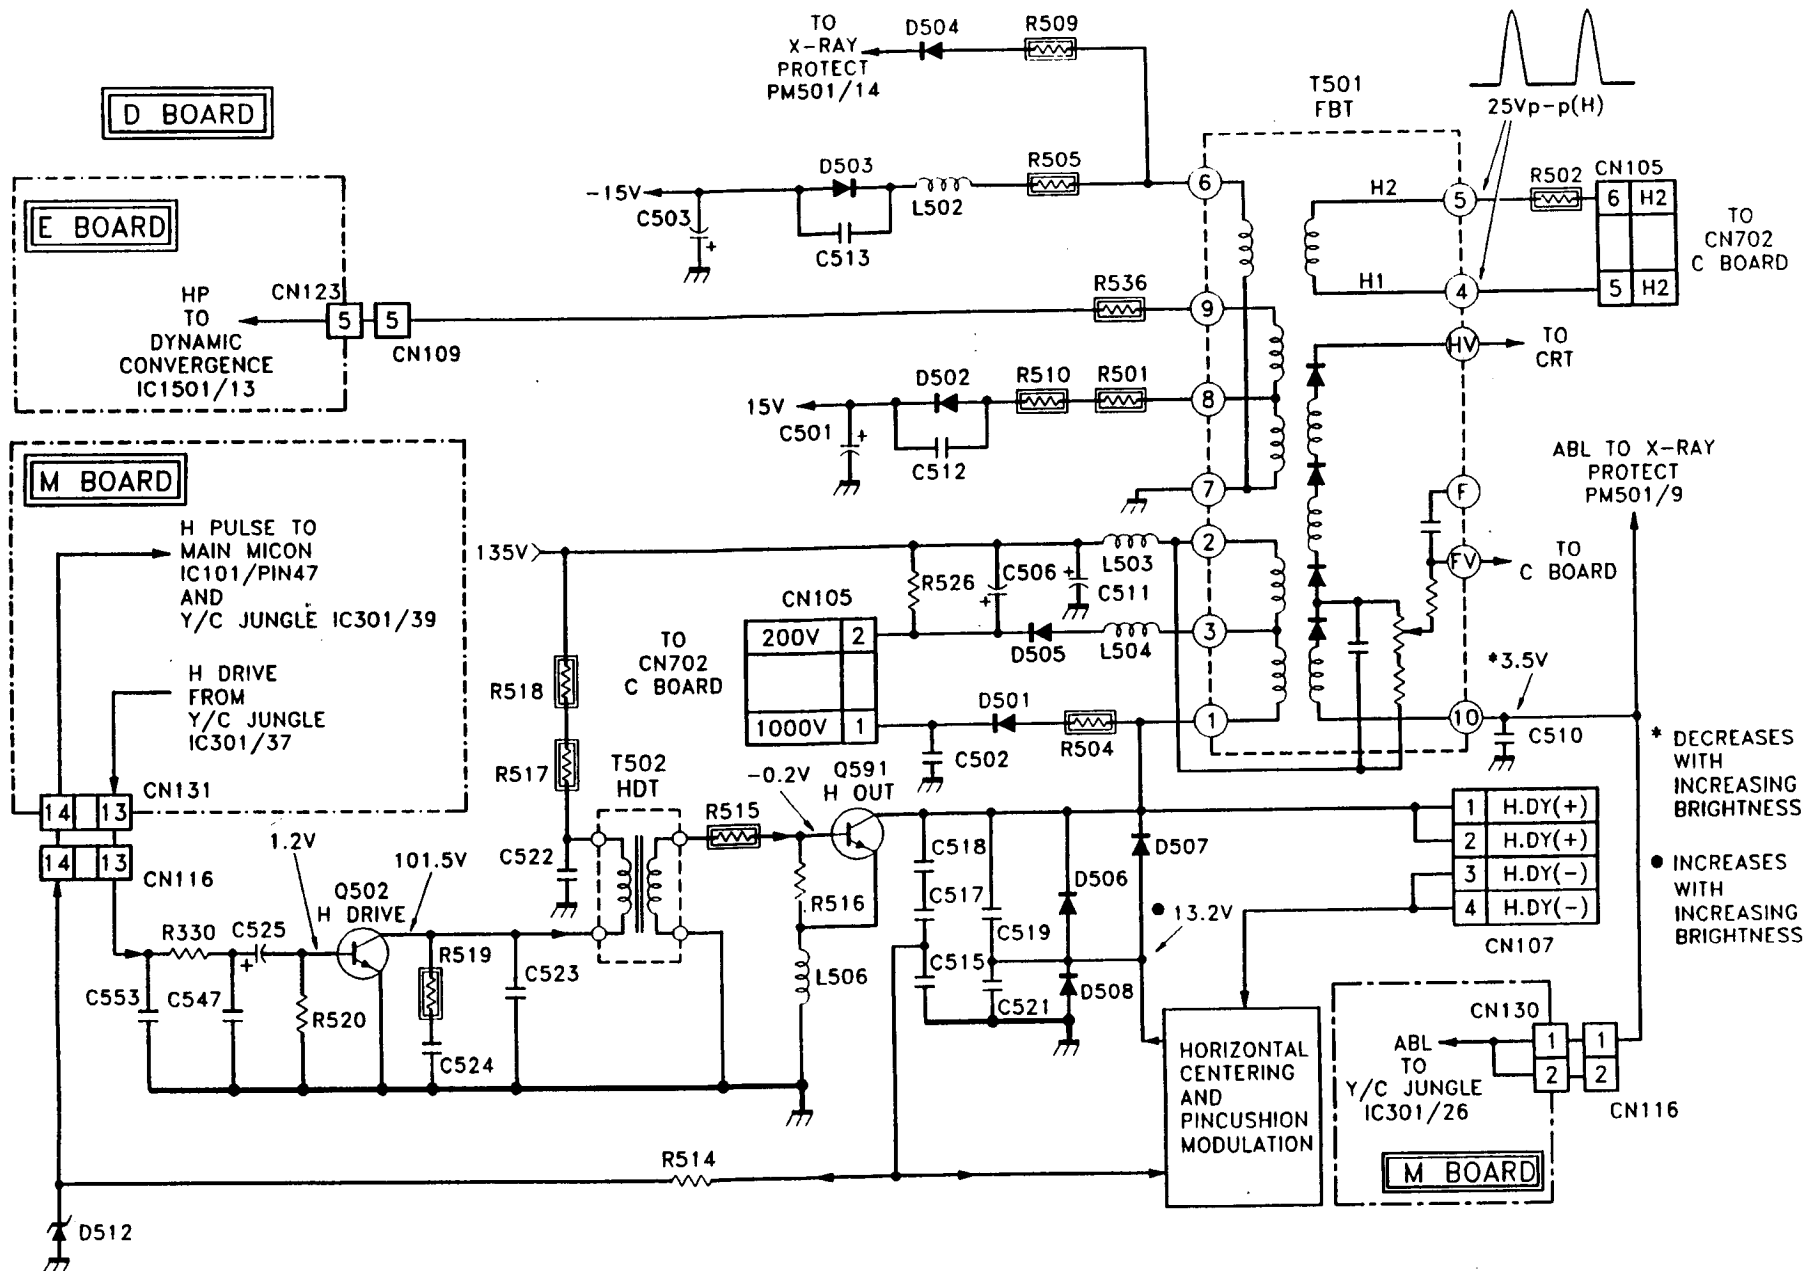 TO
X-RAY
PROTECT
PM501/14
D504
R509
T501
FBT
25Vp-p(H)
D BOARD
E BOARD
HP
TO
DYNAMIC
CONVERGENCE
IC1501/13
CN123
5
5
CN109
-15V
C503
+
D503
C513
L502
R505
6
R536
9
15V
C501
+
D502
C512
R510
R501
8
7
H2
5
R502
CN105
6 H2
5 H2
H1
4
TO
CN702
C BOARD
HV
TO
CRT
F
FV
TO
C BOARD
ABL TO X-RAY
PROTECT
PM501/9
M BOARD
H PULSE TO
MAIN MICON
IC101/PIN47
AND
Y/C JUNGLE IC301/39
H DRIVE
FROM
Y/C JUNGLE
IC301/37
14 13
CN131
14 13
CN116
135V
R518
R517
C522
R526
C506
+
+
C511
L503
2
TO
CN702
C BOARD
CN105
200V 2
1000V 1
D505
L504
3
D501
R504
1
C502
*3.5V
10
C510
* DECREASES
WITH
INCREASING
BRIGHTNESS
● INCREASES
WITH
INCREASING
BRIGHTNESS
T502
HDT
R515
-0.2V
Q591
H OUT
R516
L506
C518
C517
C515
C519
C521
D506
D508
D507
● 13.2V
1 H.DY(+)
2 H.DY(+)
3 H.DY(-)
4 H.DY(-)
CN107
1.2V
101.5V
Q502
H DRIVE
R330
C525
+
C553
C547
R520
R519
C524
C523
HORIZONTAL
CENTERING
AND
PINCUSHION
MODULATION
CN130
ABL
TO
Y/C JUNGLE
IC301/26
1
2
1
2
CN116
M BOARD
R514
D512